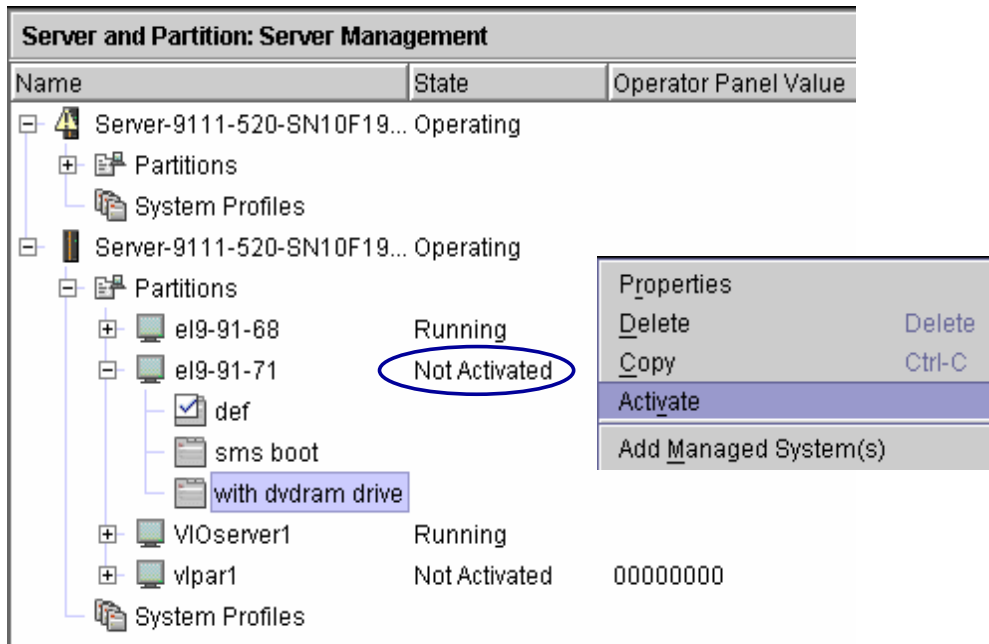 Server and Partition: Server Management
Name State Operator Panel Value
Server-9111-520-SN10F19... Operating
Partitions
System Profiles
Server-9111-520-SN10F19... Operating
Partitions
el9-91-68 Running
el9-91-71 Not Activated
def
sms boot
with dvdram drive
VIOserver1 Running
vlpar1 Not Activated 00000000
System Profiles
Properties
Delete Delete
Copy Ctrl-C
Activate
Add Managed System(s)